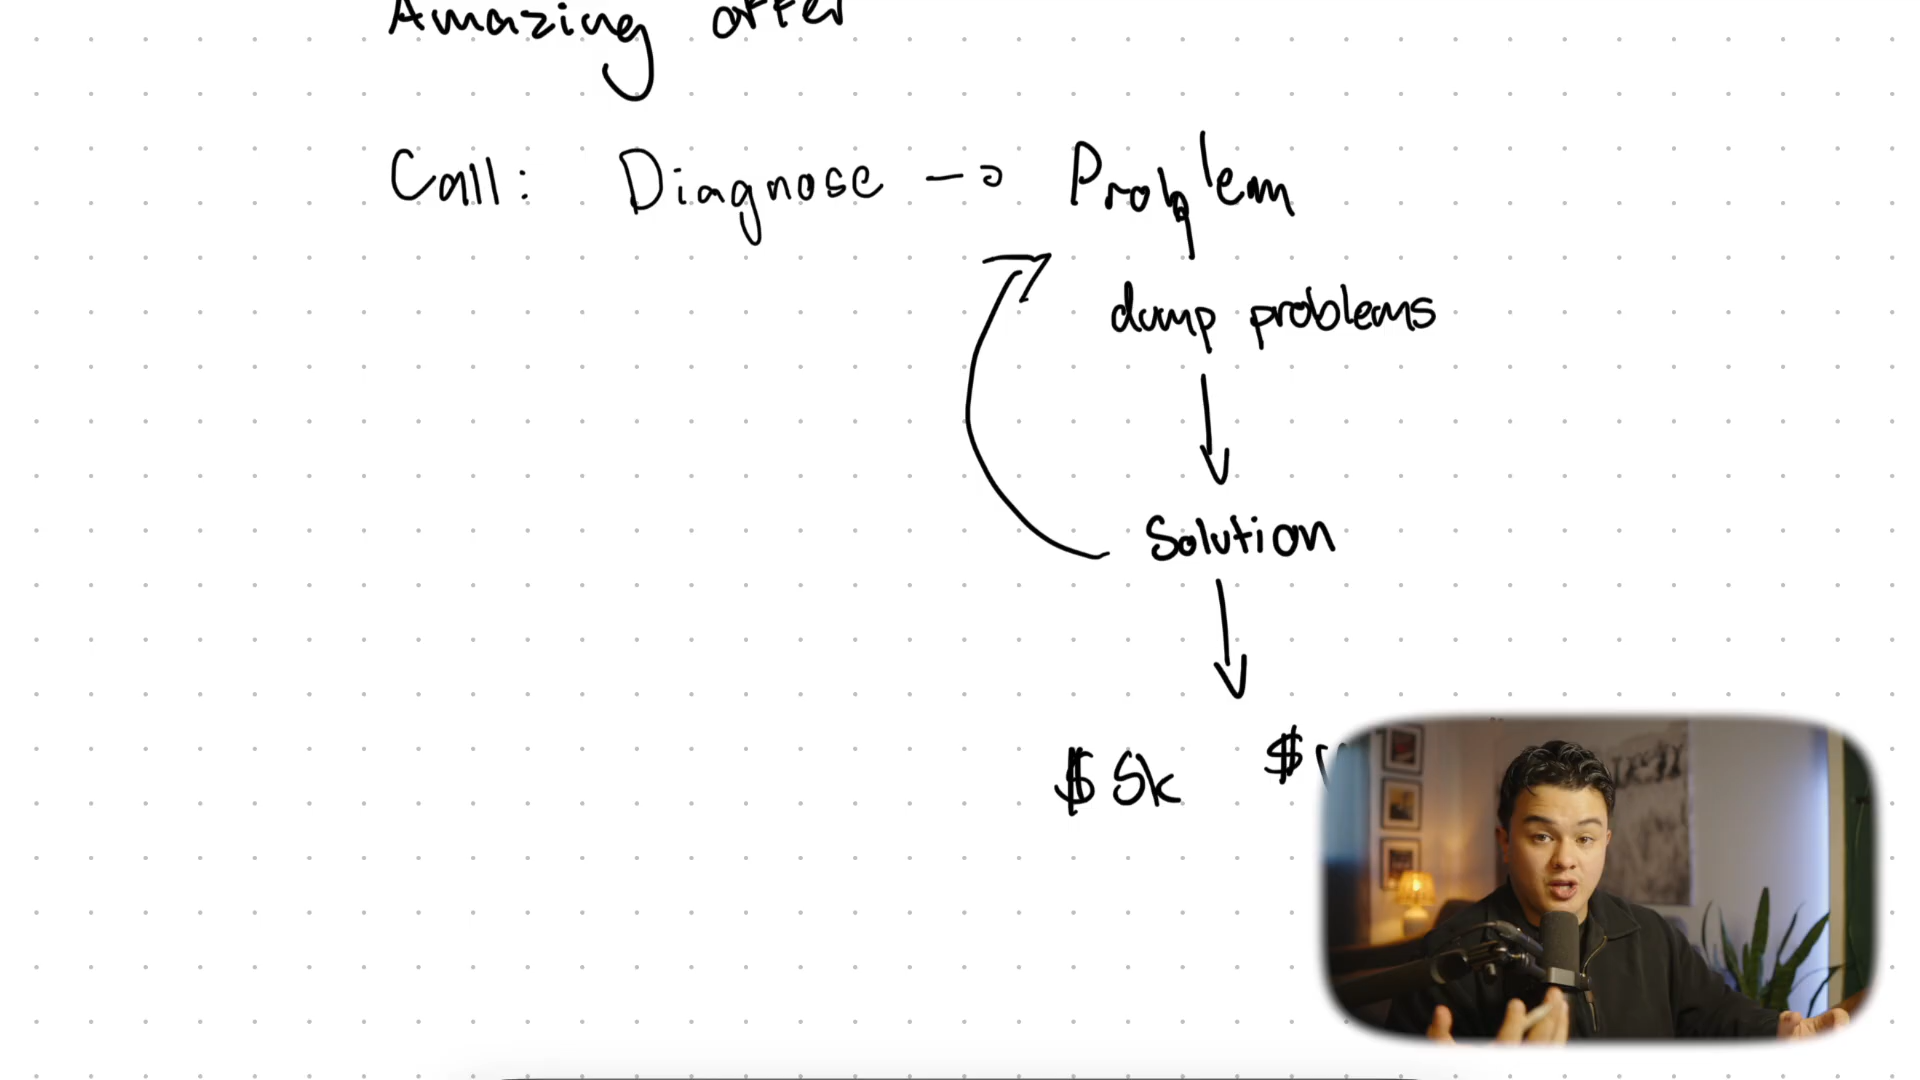 Amazing offer
Call: Diagnose → Problem
dump problems
Solution
$5k $